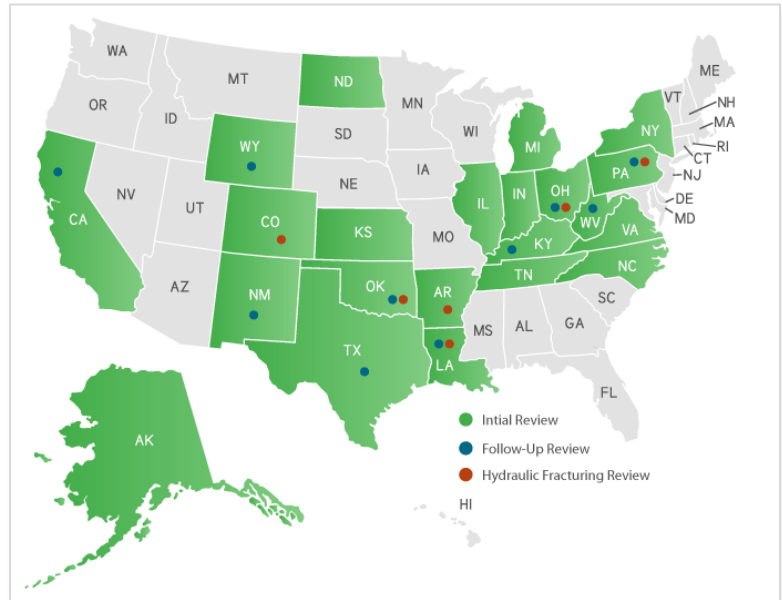 WA
MT
ND
MN
ME
VT
NH
MA
RI
CT
NJ
DE
MD
OR
ID
SD
WI
MI
NY
WY
IA
PA
NV
UT
NE
IL
IN
OH
WV
VA
CA
CO
KS
MO
KY
NC
AZ
NM
OK
AR
TN
SC
TX
MS
AL
GA
LA
FL
AK
HI
Intial Review
Follow-Up Review
Hydraulic Fracturing Review